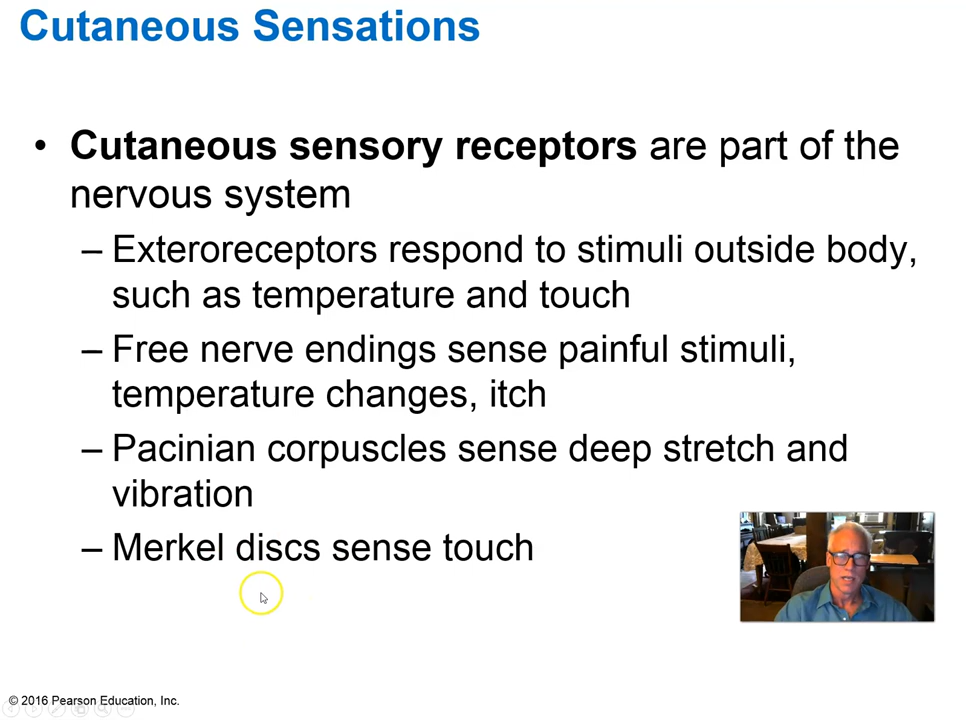 Cutaneous Sensations
• Cutaneous sensory receptors are part of the
nervous system
– Exteroreceptors respond to stimuli outside body,
such as temperature and touch
– Free nerve endings sense painful stimuli,
temperature changes, itch
– Pacinian corpuscles sense deep stretch and
vibration
– Merkel discs sense touch
© 2016 Pearson Education, Inc.